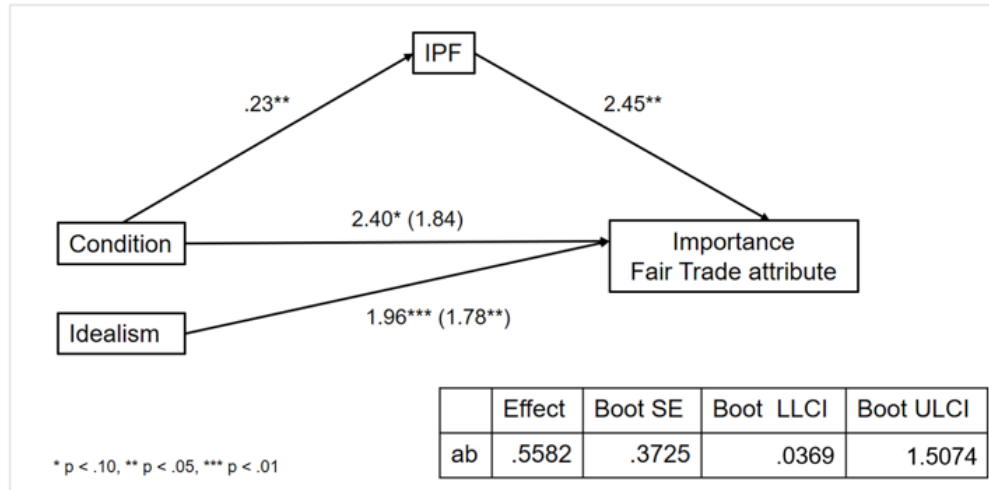 IPF
.23**
2.45**
Condition
2.40* (1.84)
Importance
Fair Trade attribute
Idealism
1.96*** (1.78**)
Effect Boot SE Boot LLCI Boot ULCI
ab .5582 .3725 .0369 1.5074
* p < .10, ** p < .05, *** p < .01